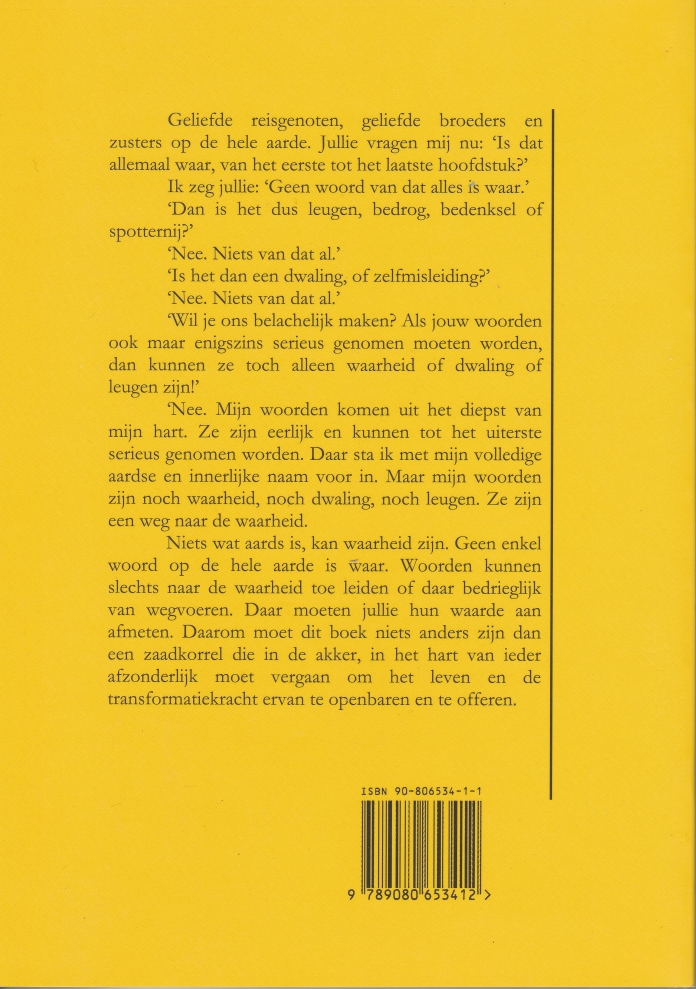 Geliefde reisgenoten, geliefde broeders en
zusters op de hele aarde. Jullie vragen mij nu: ‘Is dat
allemaal waar, van het eerste tot het laatste hoofdstuk?’
Ik zeg jullie: ‘Geen woord van dat alles is waar.’
‘Dan is het dus leugen, bedrog, bedenksel of
spotternij?’
‘Nee. Niets van dat al.’
‘Is het dan een dwaling, of zelfmisleiding?’
‘Nee. Niets van dat al.’
‘Wil je ons belachelijk maken? Als jouw woorden
ook maar enigszins serieus genomen moeten worden,
dan kunnen ze toch alleen waarheid of dwaling of
leugen zijn!’
‘Nee. Mijn woorden komen uit het diepst van
mijn hart. Ze zijn eerlijk en kunnen tot het uiterste
serieus genomen worden. Daar sta ik met mijn volledige
aardse en innerlijke naam voor in. Maar mijn woorden
zijn noch waarheid, noch dwaling, noch leugen. Ze zijn
een weg naar de waarheid.
Niets wat aards is, kan waarheid zijn. Geen enkel
woord op de hele aarde is waar. Woorden kunnen
slechts naar de waarheid toe leiden of daar bedrieglijk
van wegvoeren. Daar moeten jullie hun waarde aan
afmeten. Daarom moet dit boek niets anders zijn dan
een zaadkorrel die in de akker, in het hart van ieder
afzonderlijk moet vergaan om het leven en de
transformatiekracht ervan te openbaren en te offeren.
ISBN 90-806534-1-1
9 789080 653412 >